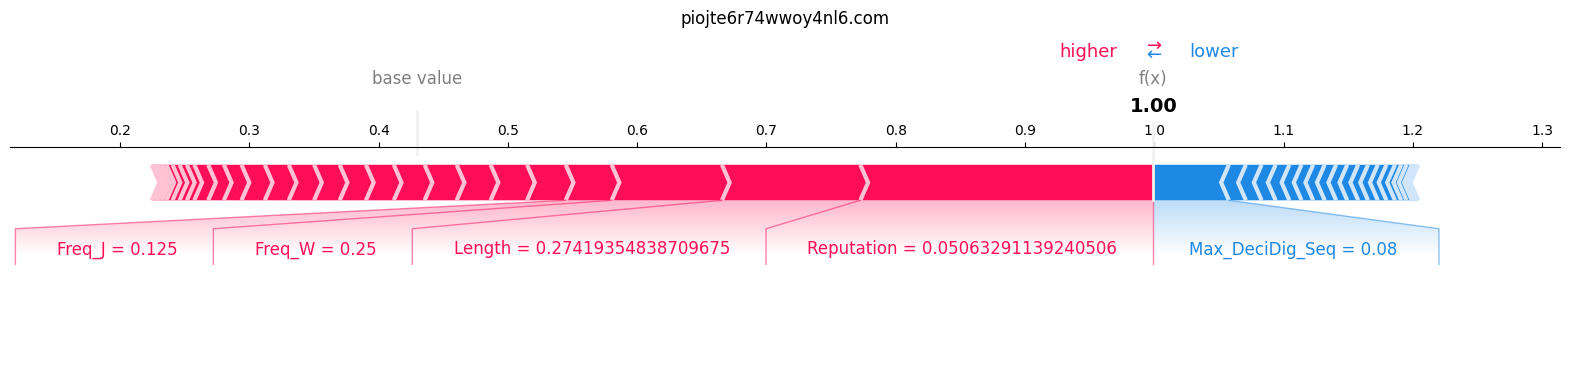 piojte6r74wwoy4nl6.com
higher → ← lower
base value f(x)
1.00
0.2 0.3 0.4 0.5 0.6 0.7 0.8 0.9 1.0 1.1 1.2 1.3
Freq_J = 0.125 Freq_W = 0.25 Length = 0.27419354838709675 Reputation = 0.05063291139240506 Max_DeciDig_Seq = 0.08